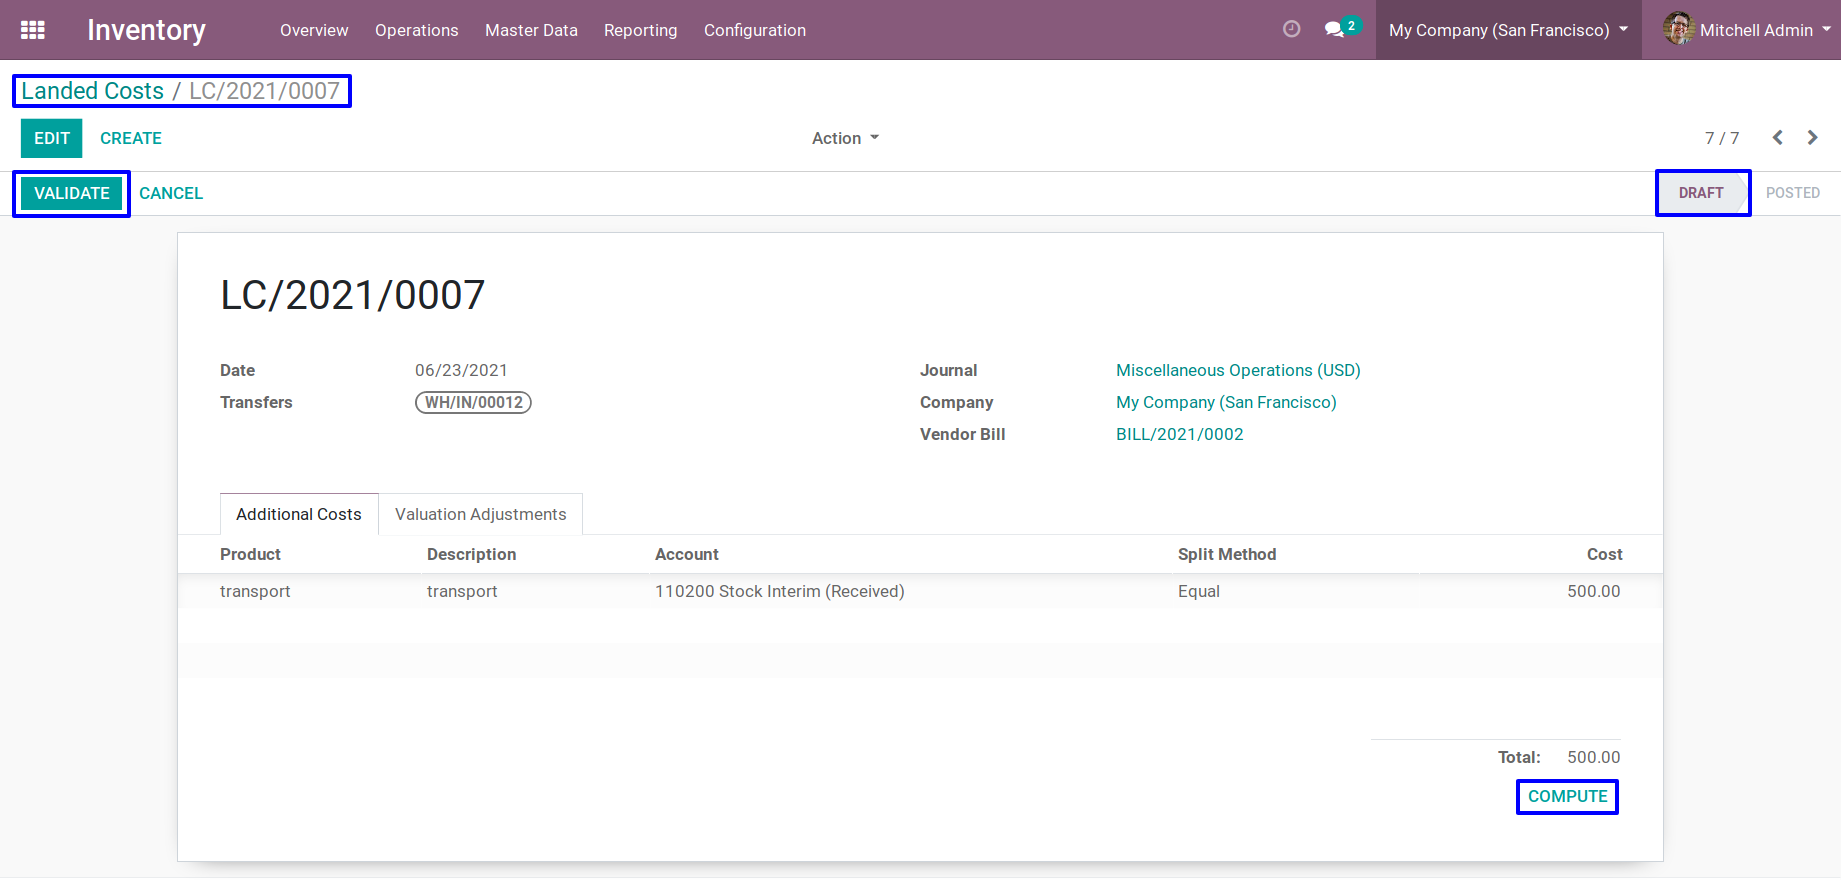 Inventory Overview Operations Master Data Reporting Configuration 2 My Company (San Francisco) Mitchell Admin
Landed Costs / LC/2021/0007
EDIT CREATE Action 7 / 7
VALIDATE CANCEL DRAFT POSTED
LC/2021/0007
Date 06/23/2021 Journal Miscellaneous Operations (USD)
Transfers WH/IN/00012 Company My Company (San Francisco)
Vendor Bill BILL/2021/0002
Additional Costs Valuation Adjustments
Product Description Account Split Method Cost
transport transport 110200 Stock Interim (Received) Equal 500.00
Total: 500.00
COMPUTE